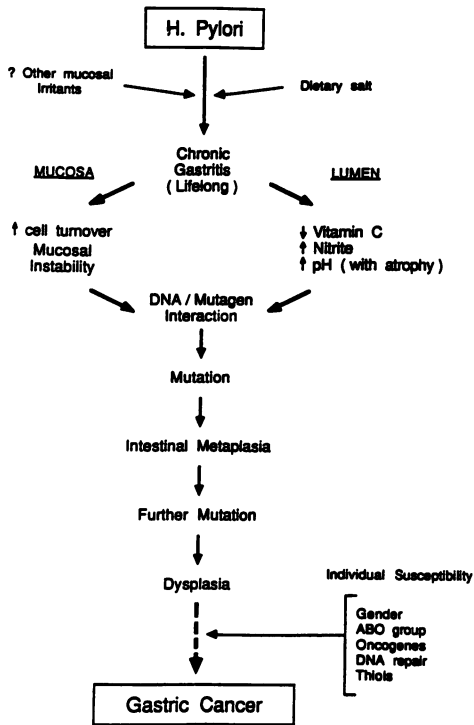 H. Pylori
? Other mucosal
Irritants
Dietary salt
Chronic
Gastritis
( Lifelong )
MUCOSA
LUMEN
↑ cell turnover
Mucosal
Instability
↓ Vitamin C
↑ Nitrite
↑ pH ( with atrophy )
DNA / Mutagen
Interaction
Mutation
Intestinal Metaplasia
Further Mutation
Dysplasia
Individual Susceptibility
Gender
ABO group
Oncogenes
DNA repair
Thiols
Gastric Cancer